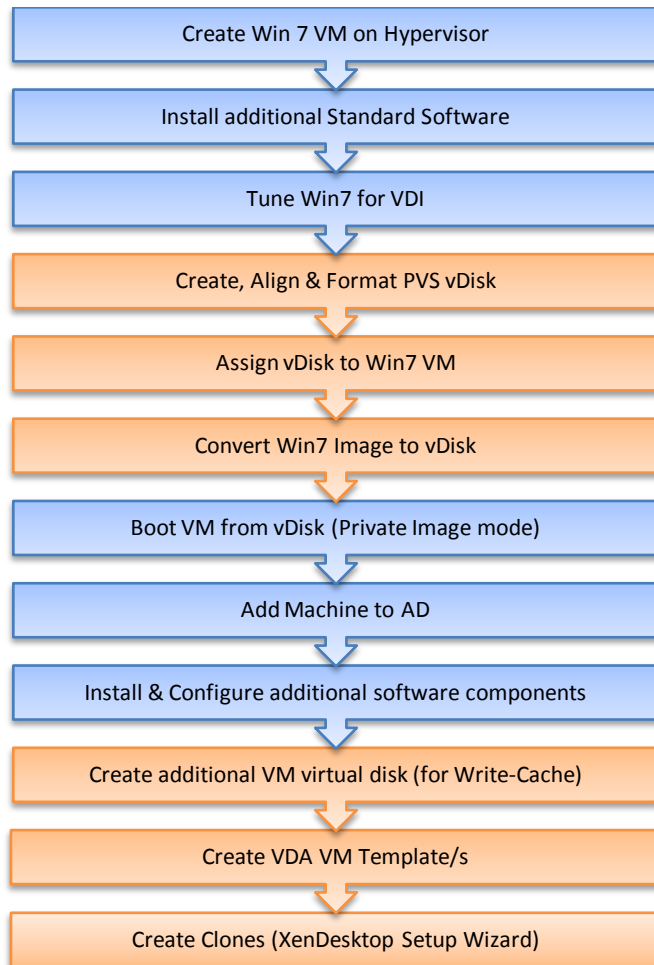 Create Win 7 VM on Hypervisor
Install additional Standard Software
Tune Win7 for VDI
Create, Align & Format PVS vDisk
Assign vDisk to Win7 VM
Convert Win7 Image to vDisk
Boot VM from vDisk (Private Image mode)
Add Machine to AD
Install & Configure additional software components
Create additional VM virtual disk (for Write-Cache)
Create VDA VM Template/s
Create Clones (XenDesktop Setup Wizard)